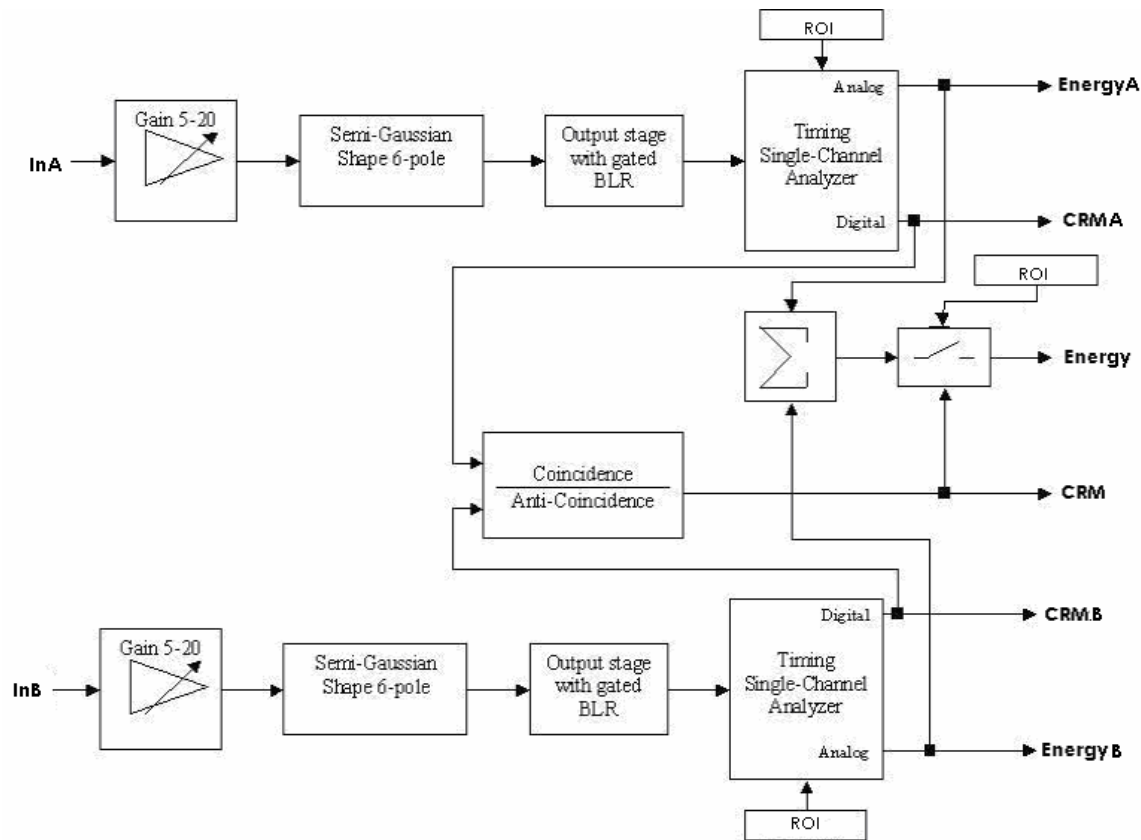 ROI
Gain 5-20
InA
Semi-Gaussian
Shape 6-pole
Output stage
with gated
BLR
Analog
Timing
Single-Channel
Analyzer
Digital
EnergyA
CRM.A
ROI
Energy
Coincidence
Anti-Coincidence
CRM
Gain 5-20
InB
Semi-Gaussian
Shape 6-pole
Output stage
with gated
BLR
Digital
Timing
Single-Channel
Analyzer
Analog
CRM.B
EnergyB
ROI